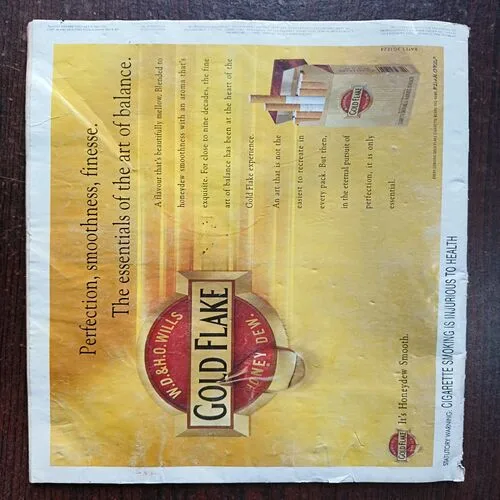 Perfection, smoothness, finesse.
The essentials of the art of balance.
A flavour that's beautifully mellow. Blended to
honeydew smoothness with an aroma that's
exquisite. For close to nine decades, the fine
art of balance has been at the heart of the
Gold Flake experience.
An art that is not the
easiest to recreate in
every pack. But then,
in the eternal pursuit of
perfection, it is only
essential.
GOLD FLAKE
W.D.&H.O. WILLS
GOLD FLAKE
HONEY DEW
GOLD FLAKE
It's Honeydew Smooth.
STATUTORY WARNING: CIGARETTE SMOKING IS INJURIOUS TO HEALTH